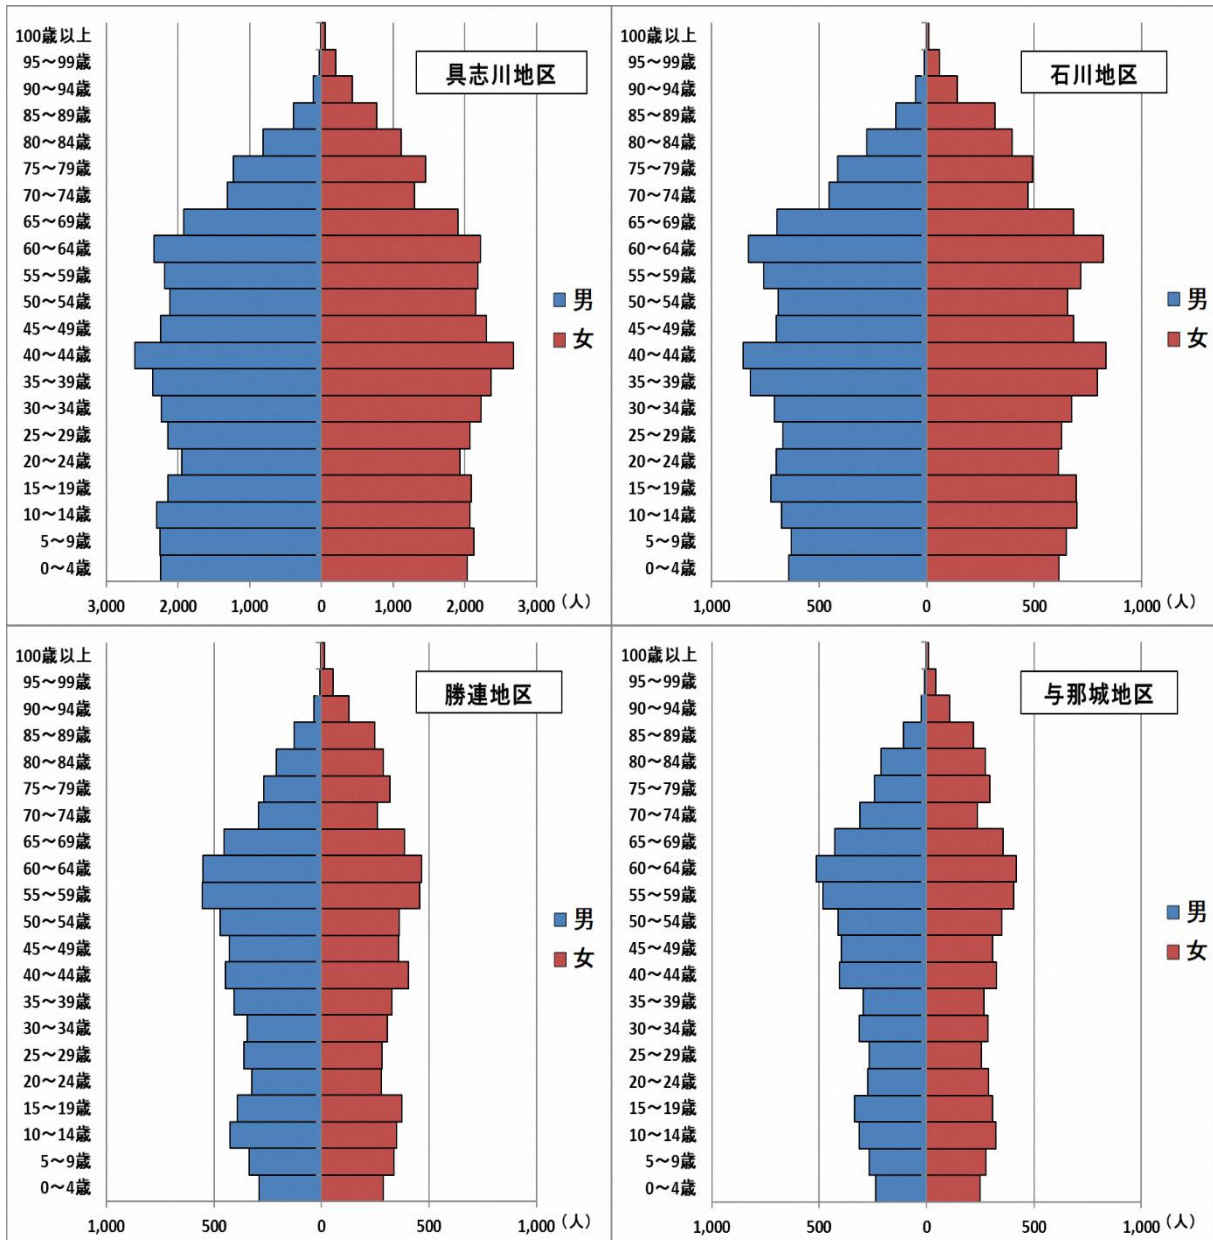 具志川地区
100歳以上
95～99歳
90～94歳
85～89歳
80～84歳
75～79歳
70～74歳
65～69歳
60～64歳
55～59歳
50～54歳
45～49歳
40～44歳
35～39歳
30～34歳
25～29歳
20～24歳
15～19歳
10～14歳
5～9歳
0～4歳
男
女
3,000 2,000 1,000 0 1,000 2,000 3,000 （人）
石川地区
100歳以上
95～99歳
90～94歳
85～89歳
80～84歳
75～79歳
70～74歳
65～69歳
60～64歳
55～59歳
50～54歳
45～49歳
40～44歳
35～39歳
30～34歳
25～29歳
20～24歳
15～19歳
10～14歳
5～9歳
0～4歳
男
女
1,000 500 0 500 1,000 （人）
勝連地区
100歳以上
95～99歳
90～94歳
85～89歳
80～84歳
75～79歳
70～74歳
65～69歳
60～64歳
55～59歳
50～54歳
45～49歳
40～44歳
35～39歳
30～34歳
25～29歳
20～24歳
15～19歳
10～14歳
5～9歳
0～4歳
男
女
1,000 500 0 500 1,000 （人）
与那城地区
100歳以上
95～99歳
90～94歳
85～89歳
80～84歳
75～79歳
70～74歳
65～69歳
60～64歳
55～59歳
50～54歳
45～49歳
40～44歳
35～39歳
30～34歳
25～29歳
20～24歳
15～19歳
10～14歳
5～9歳
0～4歳
男
女
1,000 500 0 500 1,000 （人）